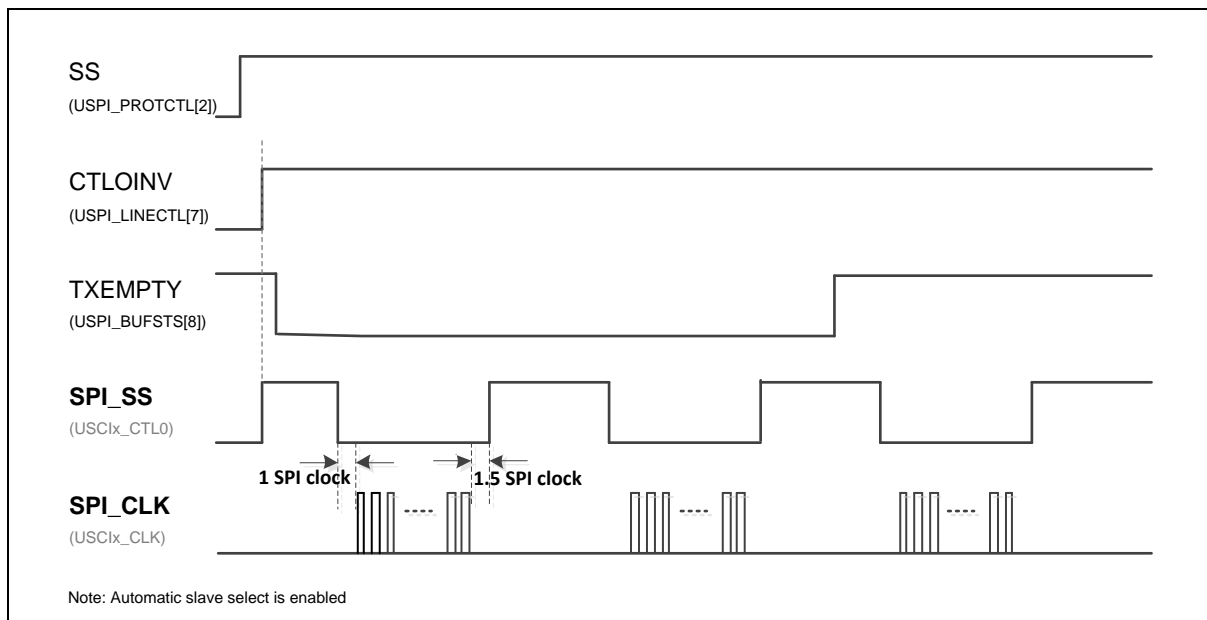 SS
(USPI_PROTCTL[2])
CTLOINV
(USPI_LINECTL[7])
TXEMPTY
(USPI_BUFSTS[8])
SPI_SS
(USCIx_CTL0)
1 SPI clock
1.5 SPI clock
SPI_CLK
(USCIx_CLK)
Note: Automatic slave select is enabled